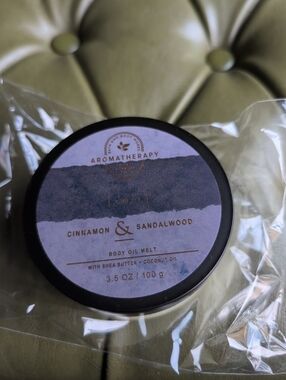 AROMATHERAPY
CINNAMON & SANDALWOOD
BODY OIL MELT
WITH SHEA BUTTER + COCONUT OIL
3.5 OZ / 100 g